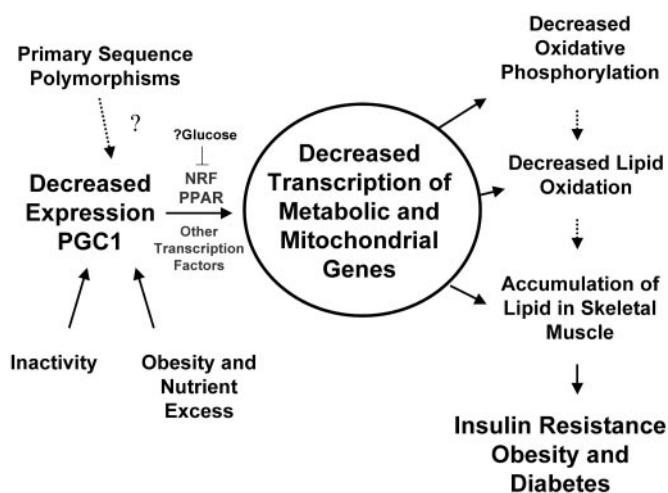 Primary Sequence
Polymorphisms
?
?Glucose
NRF
PPAR
Other
Transcription
Factors
Decreased
Expression
PGC1
Inactivity
Obesity and
Nutrient
Excess
Decreased
Transcription of
Metabolic and
Mitochondrial
Genes
Decreased
Oxidative
Phosphorylation
Decreased Lipid
Oxidation
Accumulation of
Lipid in Skeletal
Muscle
Insulin Resistance
Obesity and
Diabetes